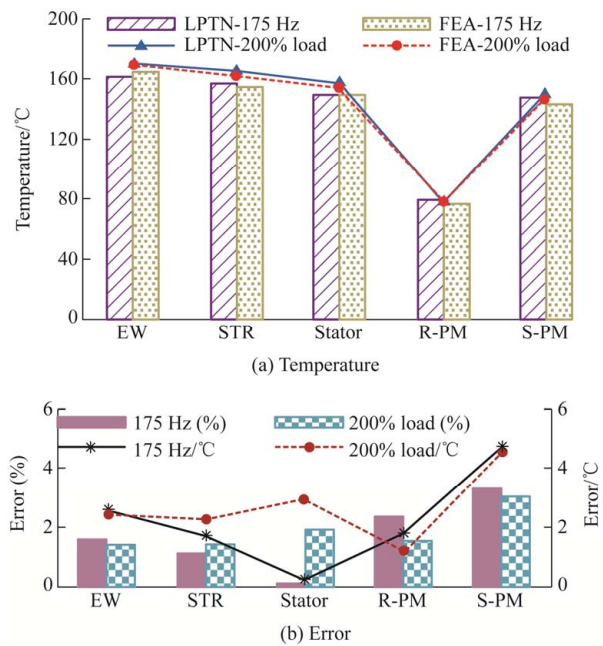 LPTN-175 Hz FEA-175 Hz
LPTN-200% load FEA-200% load
200
160
120
80
40
0
Temperature/℃
EW STR Stator R-PM S-PM
(a) Temperature
175 Hz (%) 200% load (%)
175 Hz/℃ 200% load/℃
6 6
4 4
2 2
0 0
Error (%)
Error/℃
EW STR Stator R-PM S-PM
(b) Error